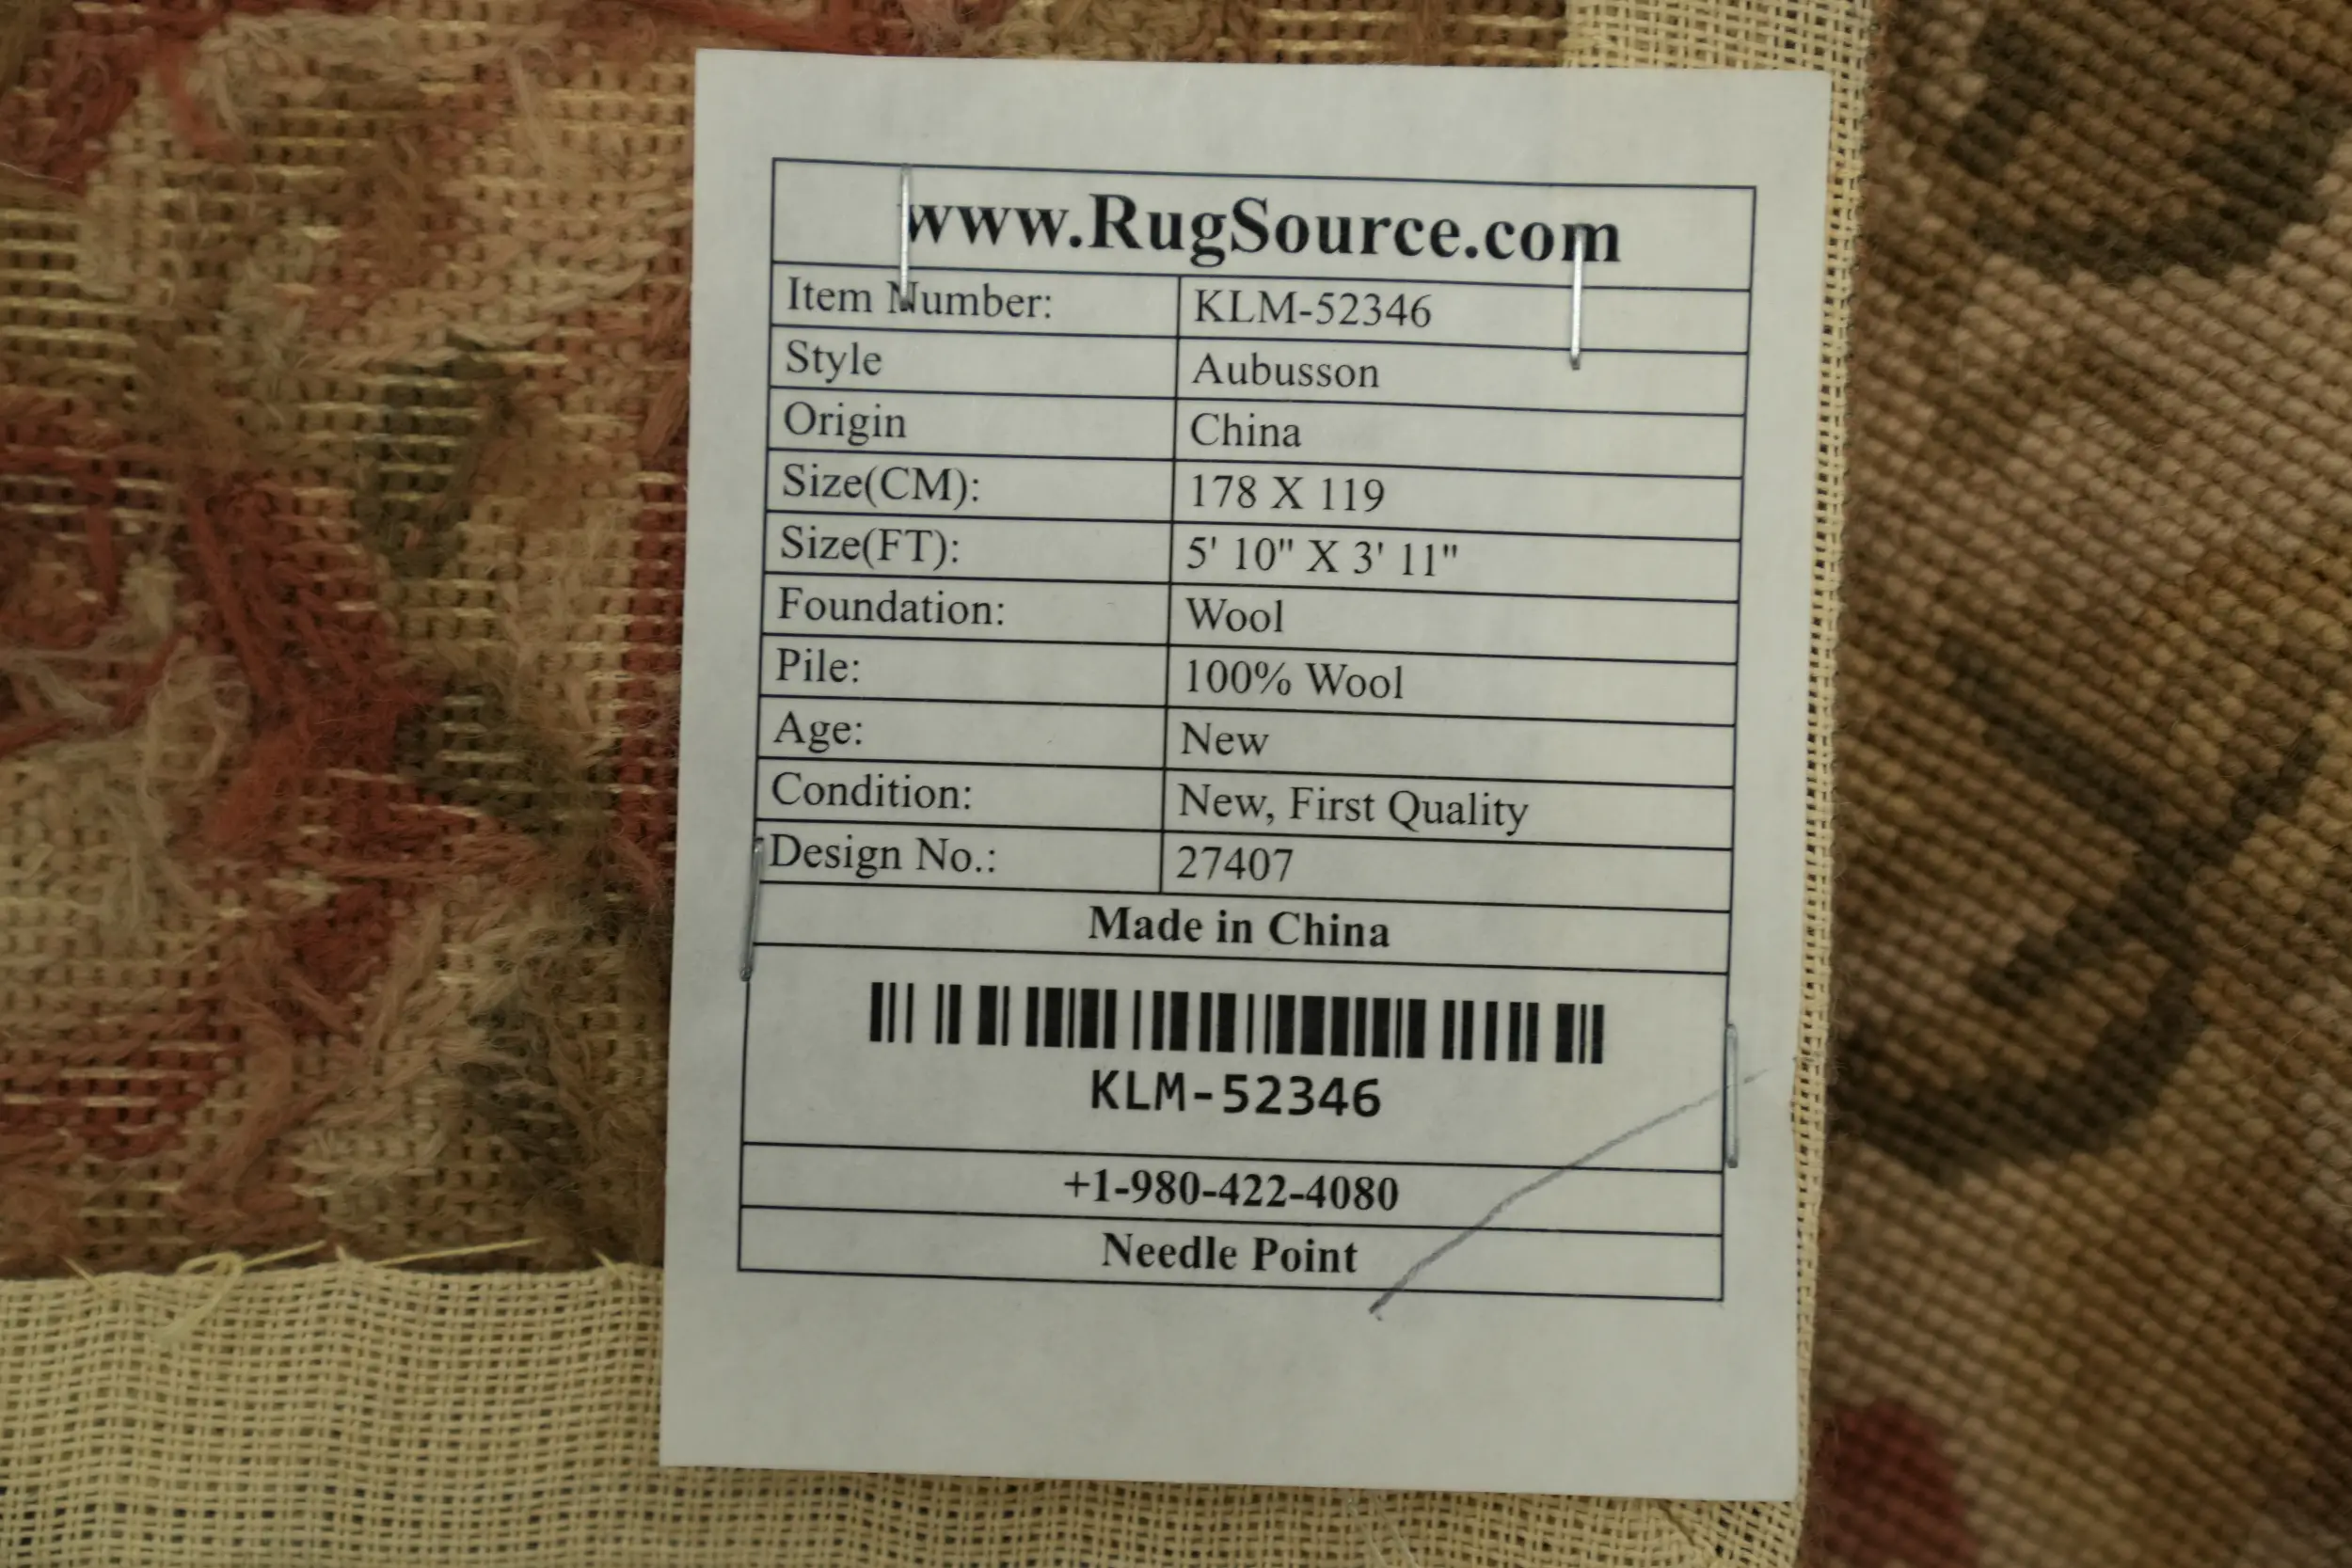 www.RugSource.com
Item Number: KLM-52346
Style Aubusson
Origin China
Size(CM): 178 X 119
Size(FT): 5' 10" X 3' 11"
Foundation: Wool
Pile: 100% Wool
Age: New
Condition: New, First Quality
Design No.: 27407
Made in China
KLM-52346
+1-980-422-4080
Needle Point